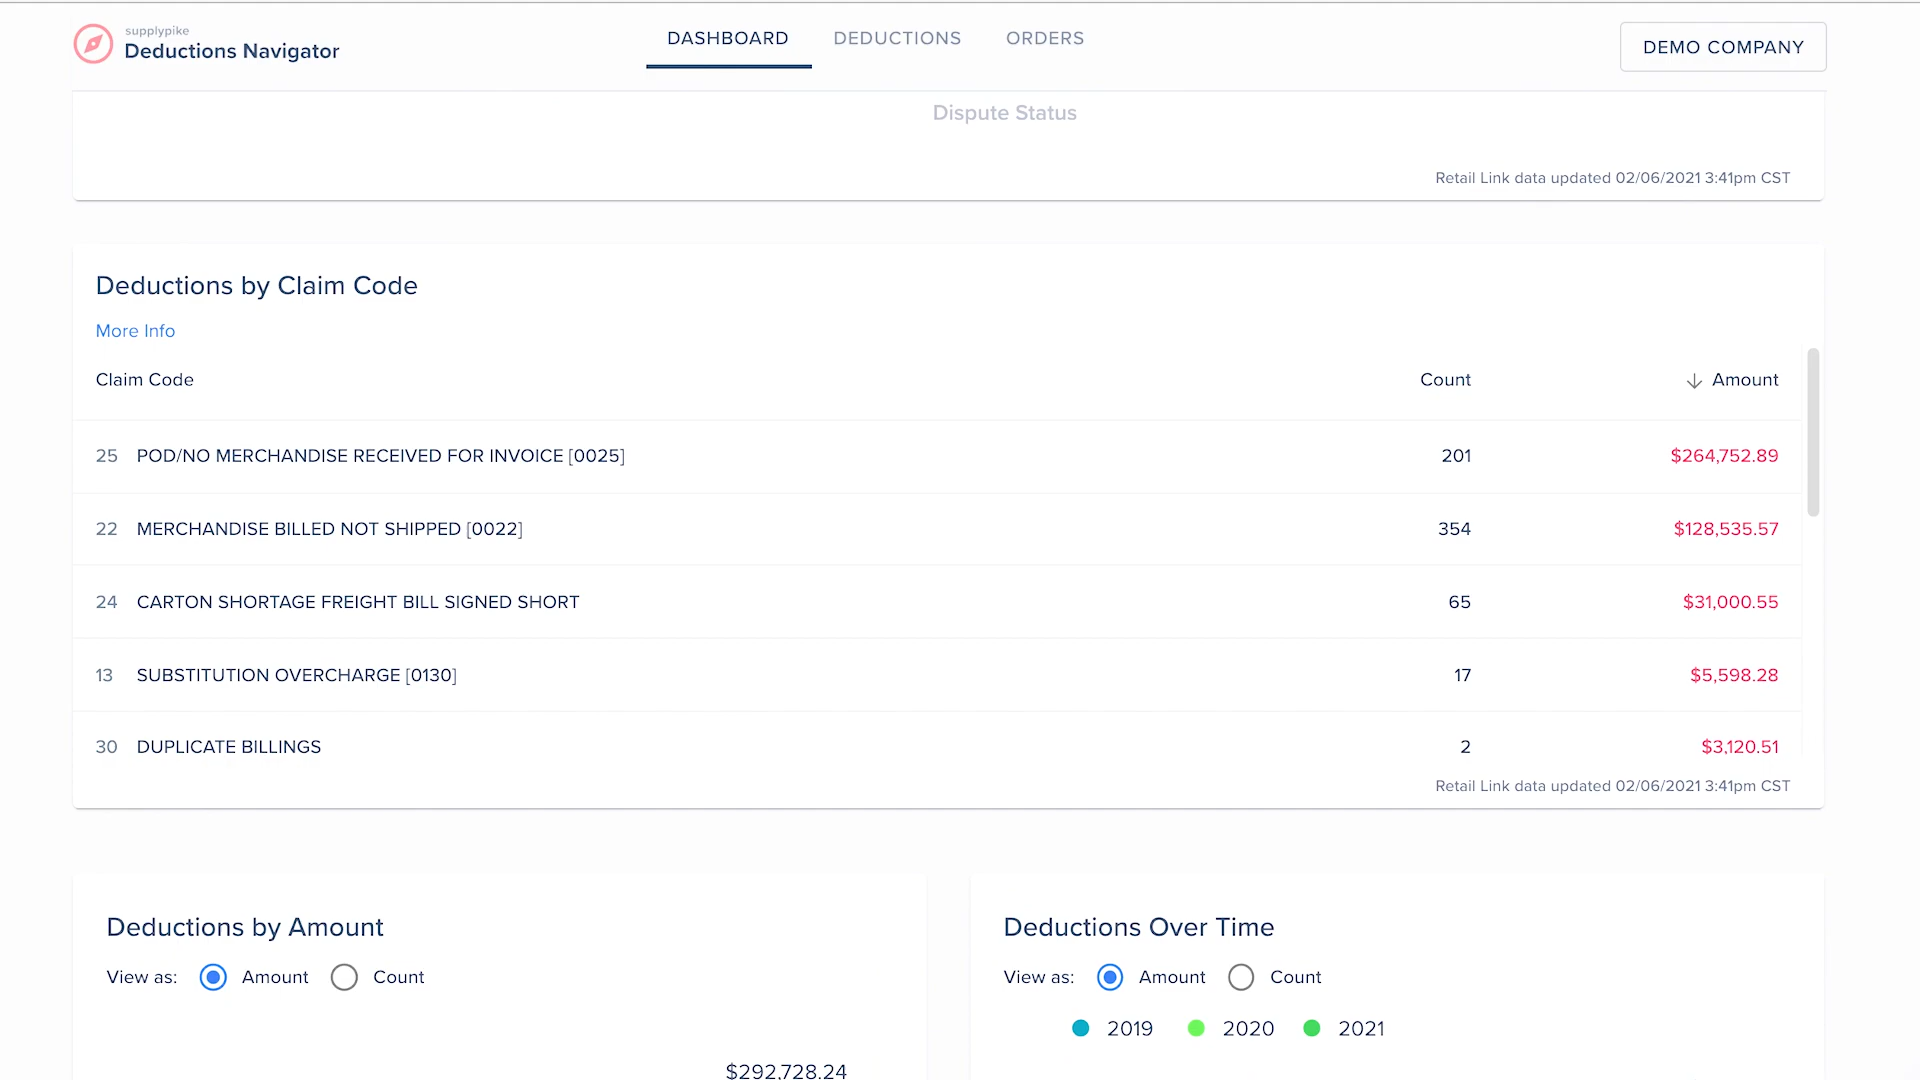 supplypike
Deductions Navigator
DASHBOARD
DEDUCTIONS
ORDERS
DEMO COMPANY
Dispute Status
Retail Link data updated 02/06/2021 3:41pm CST
Deductions by Claim Code
More Info
Claim Code Count Amount
25 POD/NO MERCHANDISE RECEIVED FOR INVOICE [0025] 201 $264,752.89
22 MERCHANDISE BILLED NOT SHIPPED [0022] 354 $128,535.57
24 CARTON SHORTAGE FREIGHT BILL SIGNED SHORT 65 $31,000.55
13 SUBSTITUTION OVERCHARGE [0130] 17 $5,598.28
30 DUPLICATE BILLINGS 2 $3,120.51
Retail Link data updated 02/06/2021 3:41pm CST
Deductions by Amount
View as: Amount Count
$292,728.24
Deductions Over Time
View as: Amount Count
2019 2020 2021